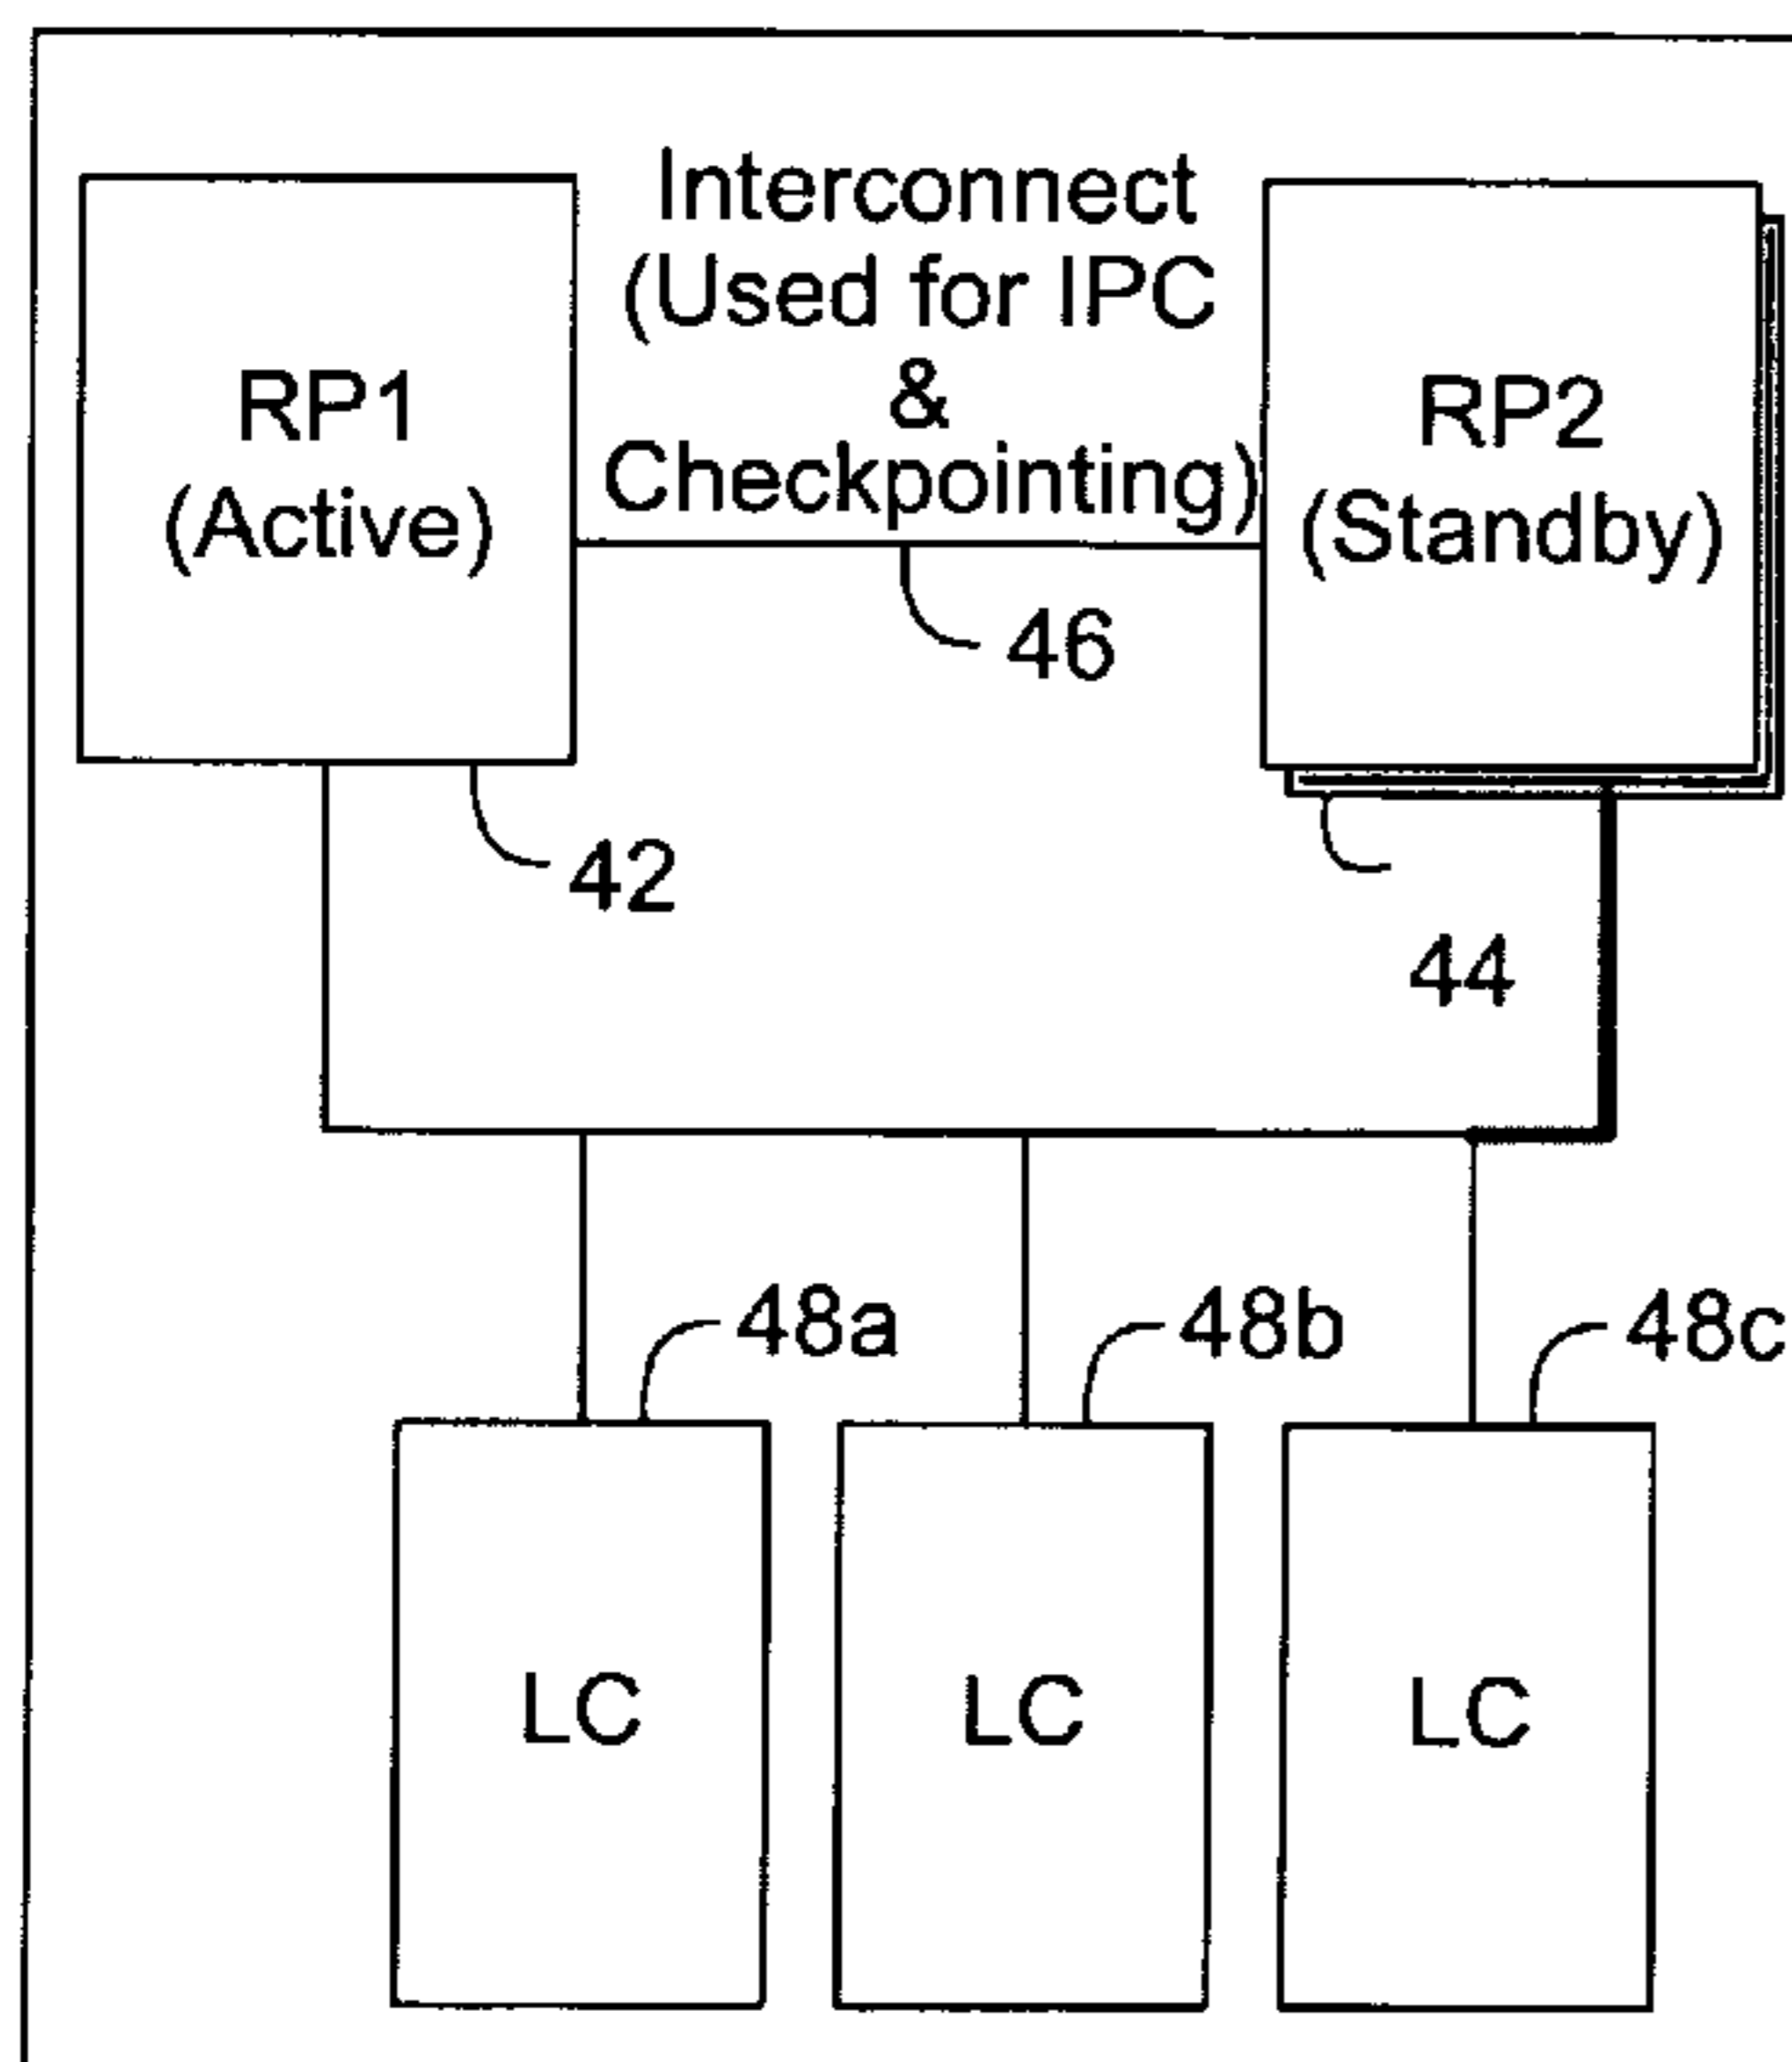 Interconnect
(Used for IPC
&
Checkpointing)
RP1
(Active)
RP2
(Standby)
46
42
44
48a
48b
48c
LC
LC
LC